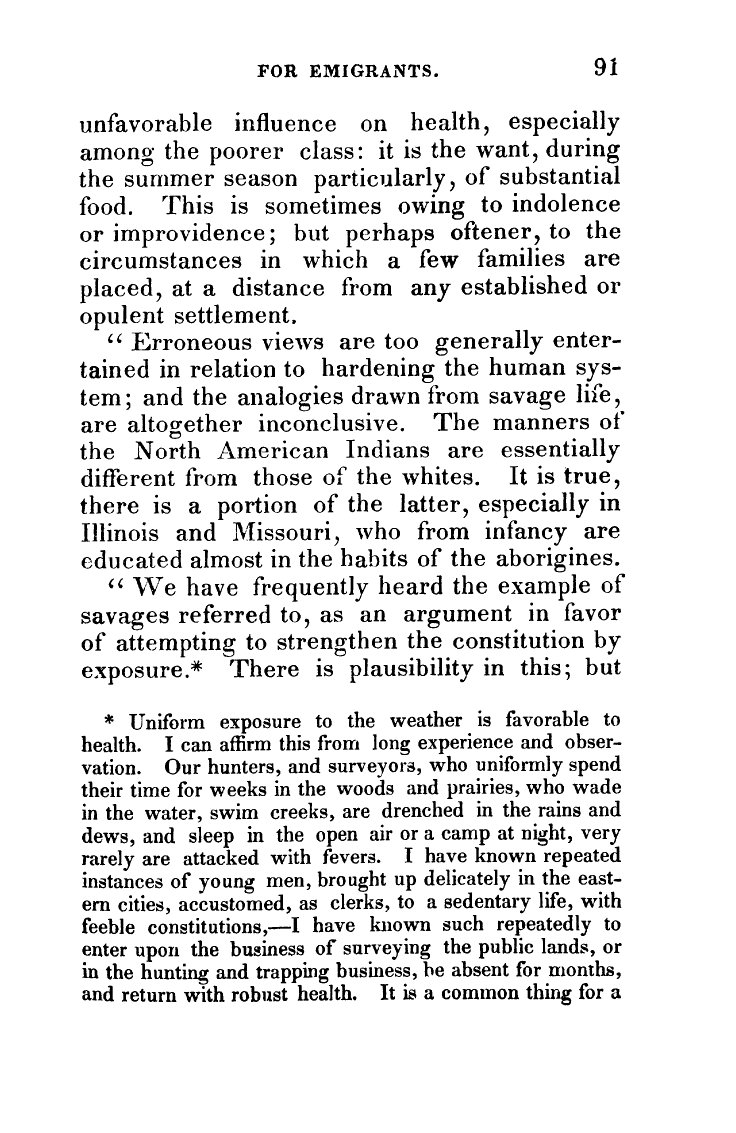 FOR EMIGRANTS. 91
unfavorable influence on health, especially
among the poorer class: it is the want, during
the summer season particularly, of substantial
food. This is sometimes owing to indolence
or improvidence; but perhaps oftener, to the
circumstances in which a few families are
placed, at a distance from any established or
opulent settlement.
“ Erroneous views are too generally enter-
tained in relation to hardening the human sys-
tem; and the analogies drawn from savage life,
are altogether inconclusive. The manners of
the North American Indians are essentially
different from those of the whites. It is true,
there is a portion of the latter, especially in
Illinois and Missouri, who from infancy are
educated almost in the habits of the aborigines.
“ We have frequently heard the example of
savages referred to, as an argument in favor
of attempting to strengthen the constitution by
exposure.* There is plausibility in this; but
* Uniform exposure to the weather is favorable to
health. I can affirm this from long experience and obser-
vation. Our hunters, and surveyors, who uniformly spend
their time for weeks in the woods and prairies, who wade
in the water, swim creeks, are drenched in the rains and
dews, and sleep in the open air or a camp at night, very
rarely are attacked with fevers. I have known repeated
instances of young men, brought up delicately in the east-
ern cities, accustomed, as clerks, to a sedentary life, with
feeble constitutions,—I have known such repeatedly to
enter upon the business of surveying the public lands, or
in the hunting and trapping business, be absent for months,
and return with robust health. It is a common thing for a